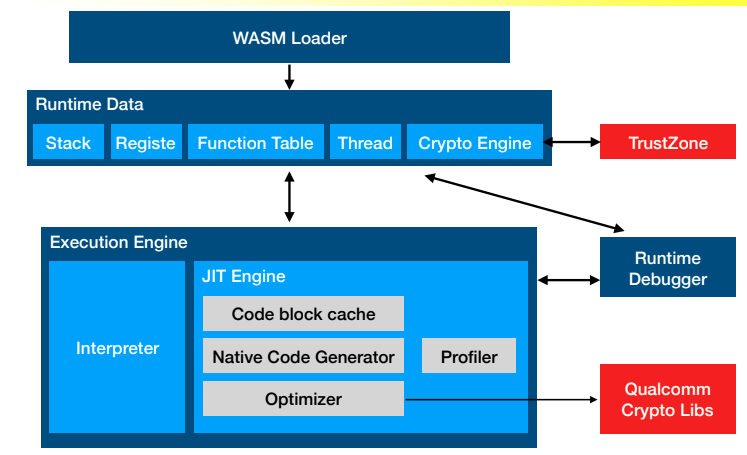 WASM Loader
Runtime Data
Stack
Registe
Function Table
Thread
Crypto Engine
TrustZone
Execution Engine
Runtime
Debugger
JIT Engine
Interpreter
Code block cache
Native Code Generator
Profiler
Optimizer
Qualcomm
Crypto Libs